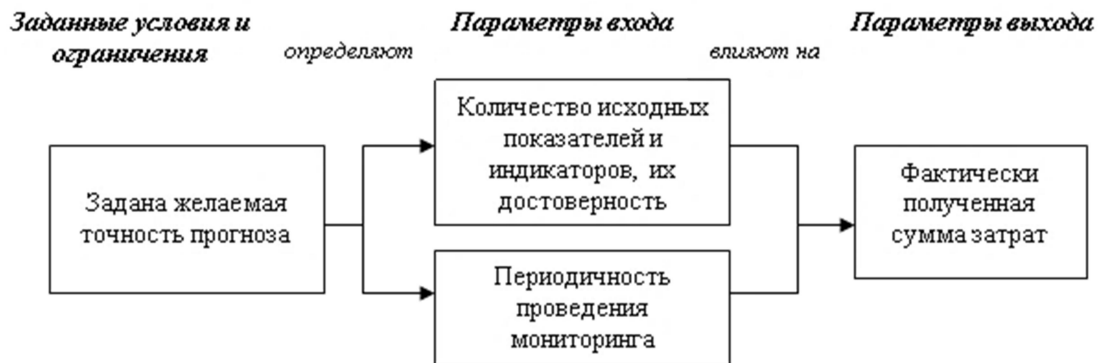 Заданные условия и
ограничения
определяют
Параметры входа
влияют на
Параметры выхода
Задана желаемая
точность прогноза
Количество исходных
показателей и
индикаторов, их
достоверность
Периодичность
проведения
мониторинга
Фактически
полученная
сумма затрат